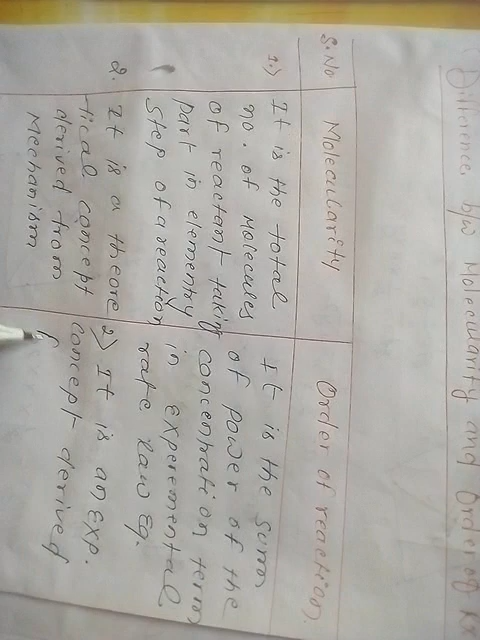 Difference b/w Molecularity and Order of Rx
S.No
Molecularity
Order of reaction.
1.)
It is the total
no. of molecules
of reactant taking
part in elementry
step of a reaction
It is the sum
of power of the
concentration term
in experemental
rate law Eq.
2. It is a theore
-tical concept
derived from
Mechanism
2) It is an exp.
concept derived
f